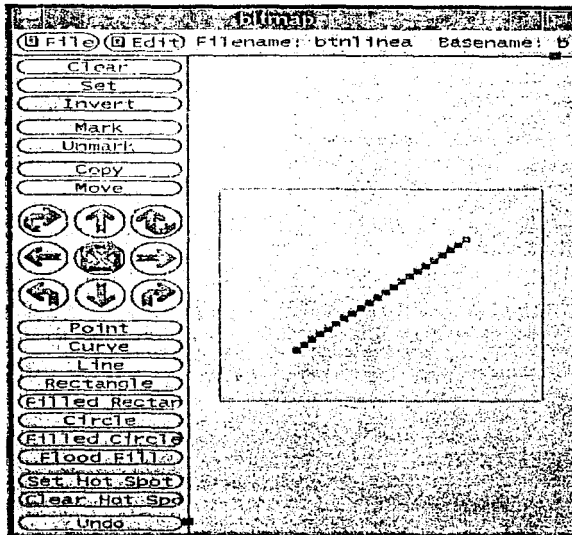 bitmap
File Edit Filename: btnlinea Basename: b
Clear
Set
Invert
Mark
Unmark
Copy
Move
Point
Curve
Line
Rectangle
Filled Rectan
Circle
Filled Circle
Flood Fill
Set Hot Spot
Clear Hot Spo
Undo